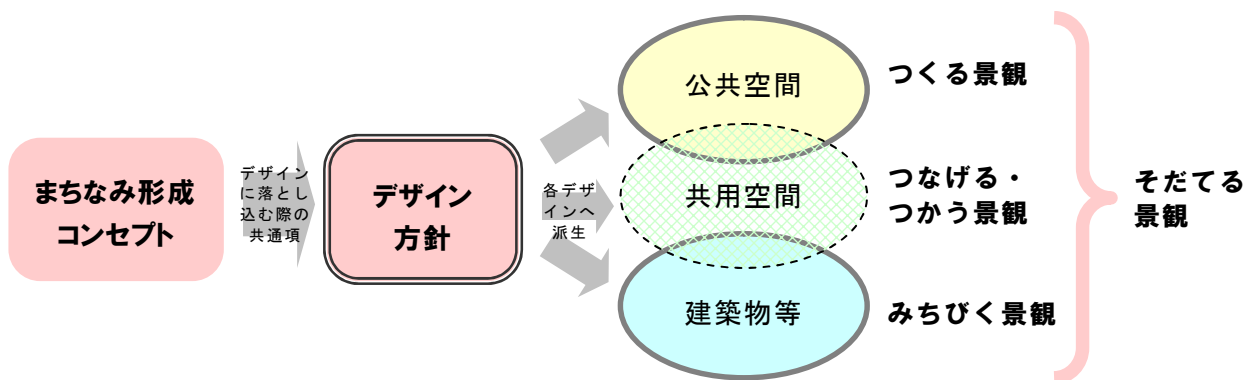 まちなみ形成
コンセプト
デザイン
に落とし
込む際の
共通項
デザイン
方針
各デザ
インへ
派生
公共空間
共用空間
建築物等
つくる景観
つなげる・
つかう景観
みちびく景観
そだてる
景観